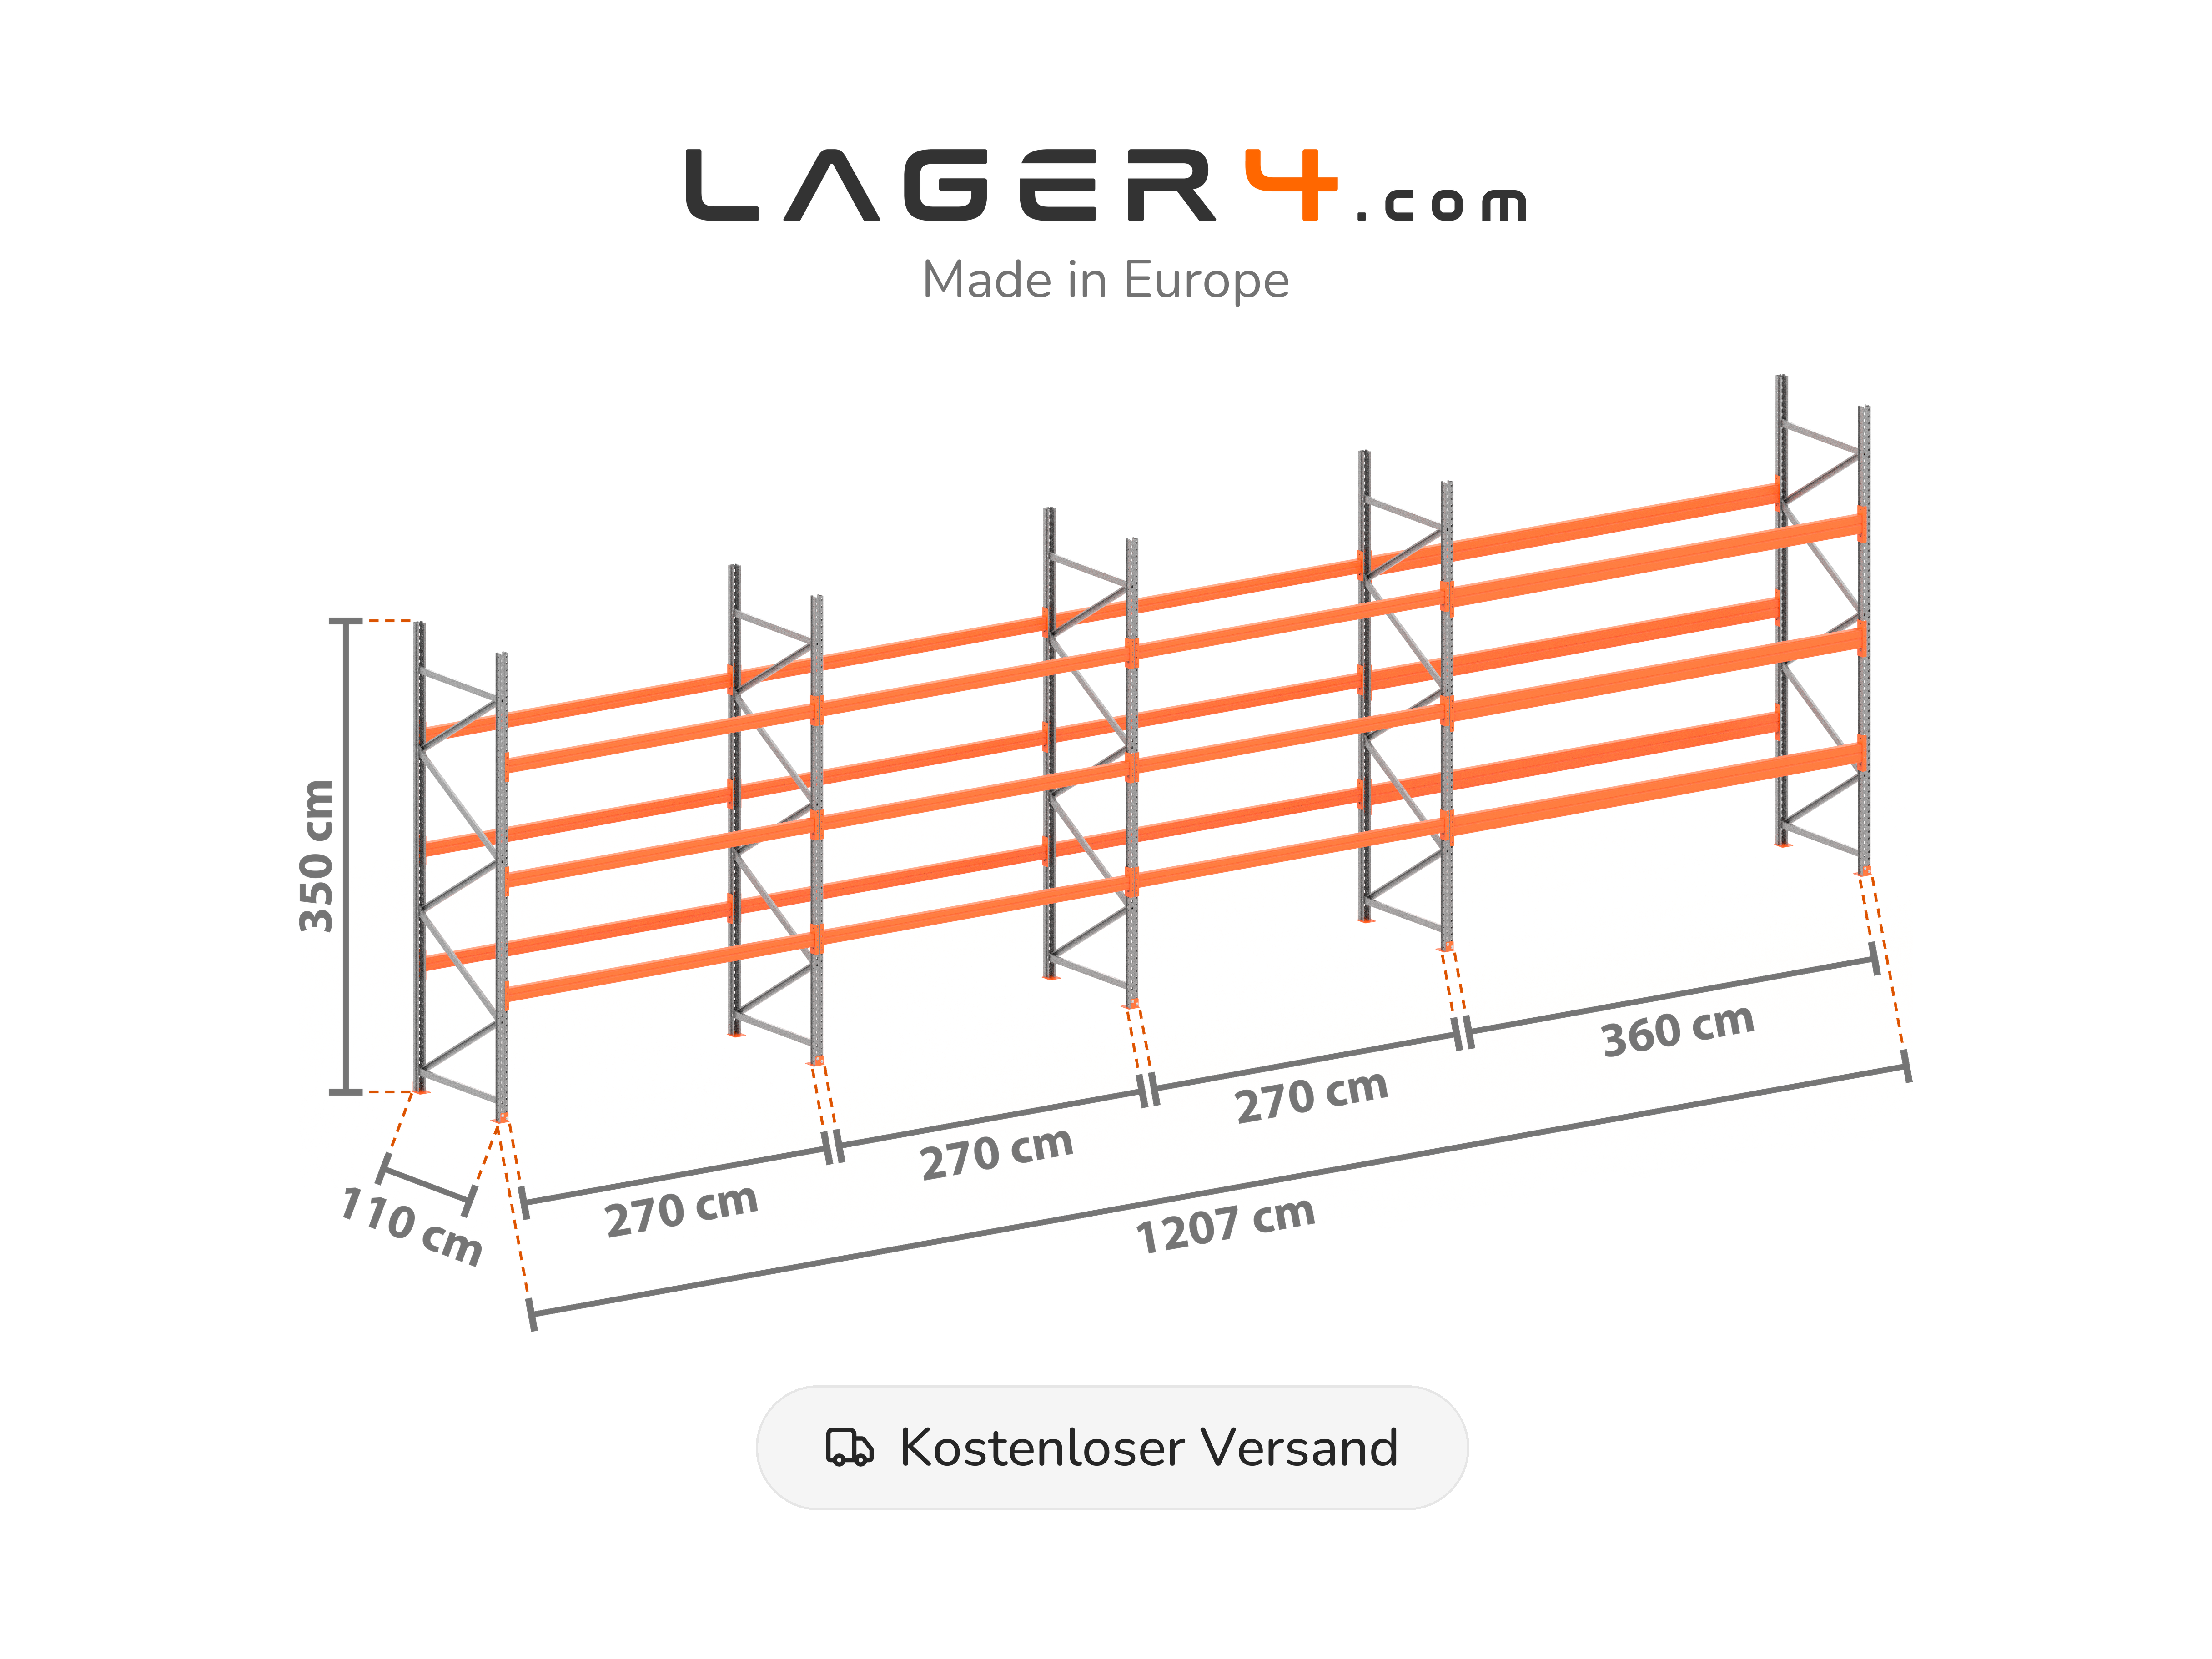 LAGER4.com
Made in Europe
350 cm
110 cm
270 cm
270 cm
270 cm
360 cm
1207 cm
Kostenloser Versand